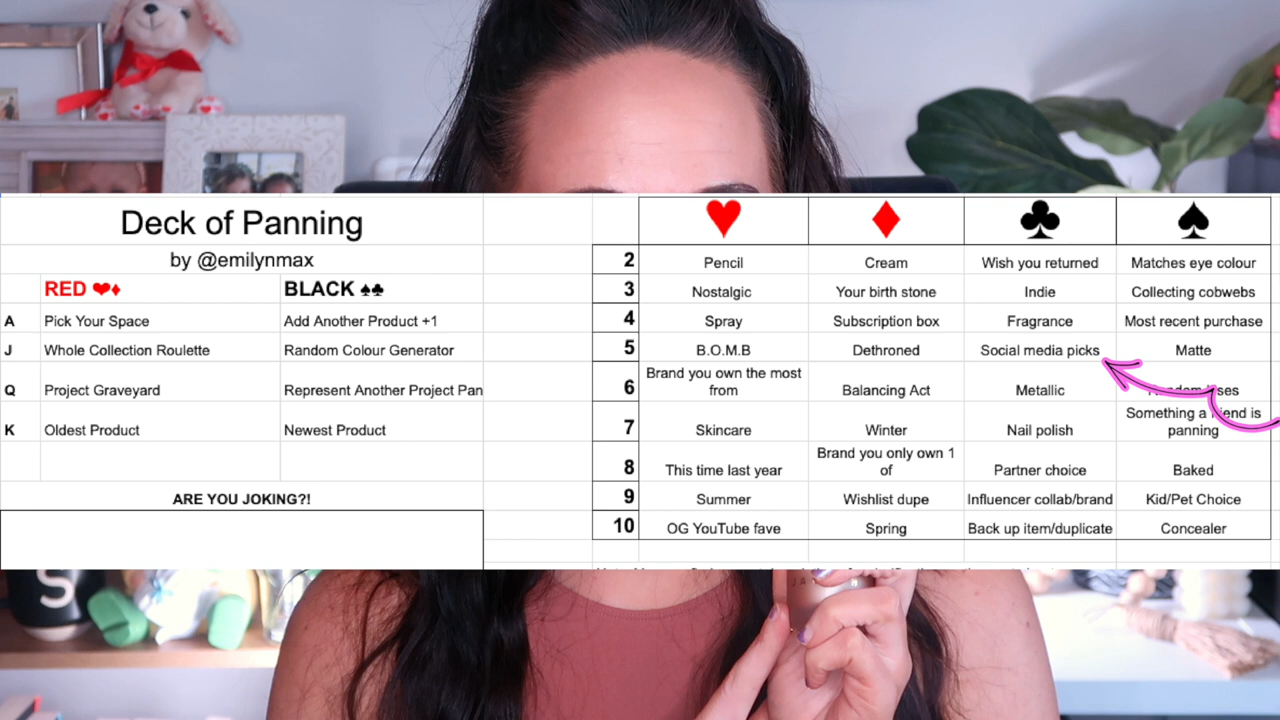 Deck of Panning
by @emilynmax
RED ♥♦ BLACK ♠♣
A Pick Your Space Add Another Product +1
J Whole Collection Roulette Random Colour Generator
Q Project Graveyard Represent Another Project Pan
K Oldest Product Newest Product
ARE YOU JOKING?!
♥ ♦ ♣ ♠
2 Pencil Cream Wish you returned Matches eye colour
3 Nostalgic Your birth stone Indie Collecting cobwebs
4 Spray Subscription box Fragrance Most recent purchase
5 B.O.M.B Dethroned Social media picks Matte
6 Brand you own the most from Balancing Act Metallic
7 Skincare Winter Nail polish Something a friend is panning
8 This time last year Brand you only own 1 of Partner choice Baked
9 Summer Wishlist dupe Influencer collab/brand Kid/Pet Choice
10 OG YouTube fave Spring Back up item/duplicate Concealer
S